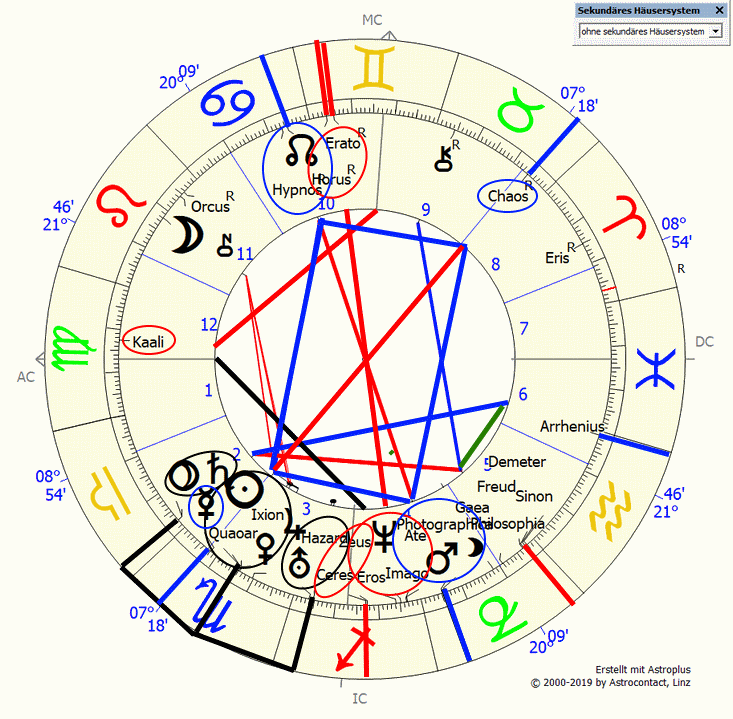 Sekundäres Häusersystem
ohne sekundäres Häusersystem
MC
20° 09'
07° 18'
Erato R
R
Horus R
Hypnos
Chaos R
Orcus R
46' 21°
10
9
08° 54'
R
11
8
Eris R
12
7
Kaali
DC
AC
1
6
Arrhenius
2
5
Demeter
08° 54'
Freud
Sinon
46' 21°
3
4
Gaea
Ixion
Photographica
Philosophia
Quaoar
Hazard
Zeus
Ate
Ceres
Eros
Imago
07° 18'
20° 09'
IC
Erstellt mit Astroplus
© 2000-2019 by Astrocontact, Linz